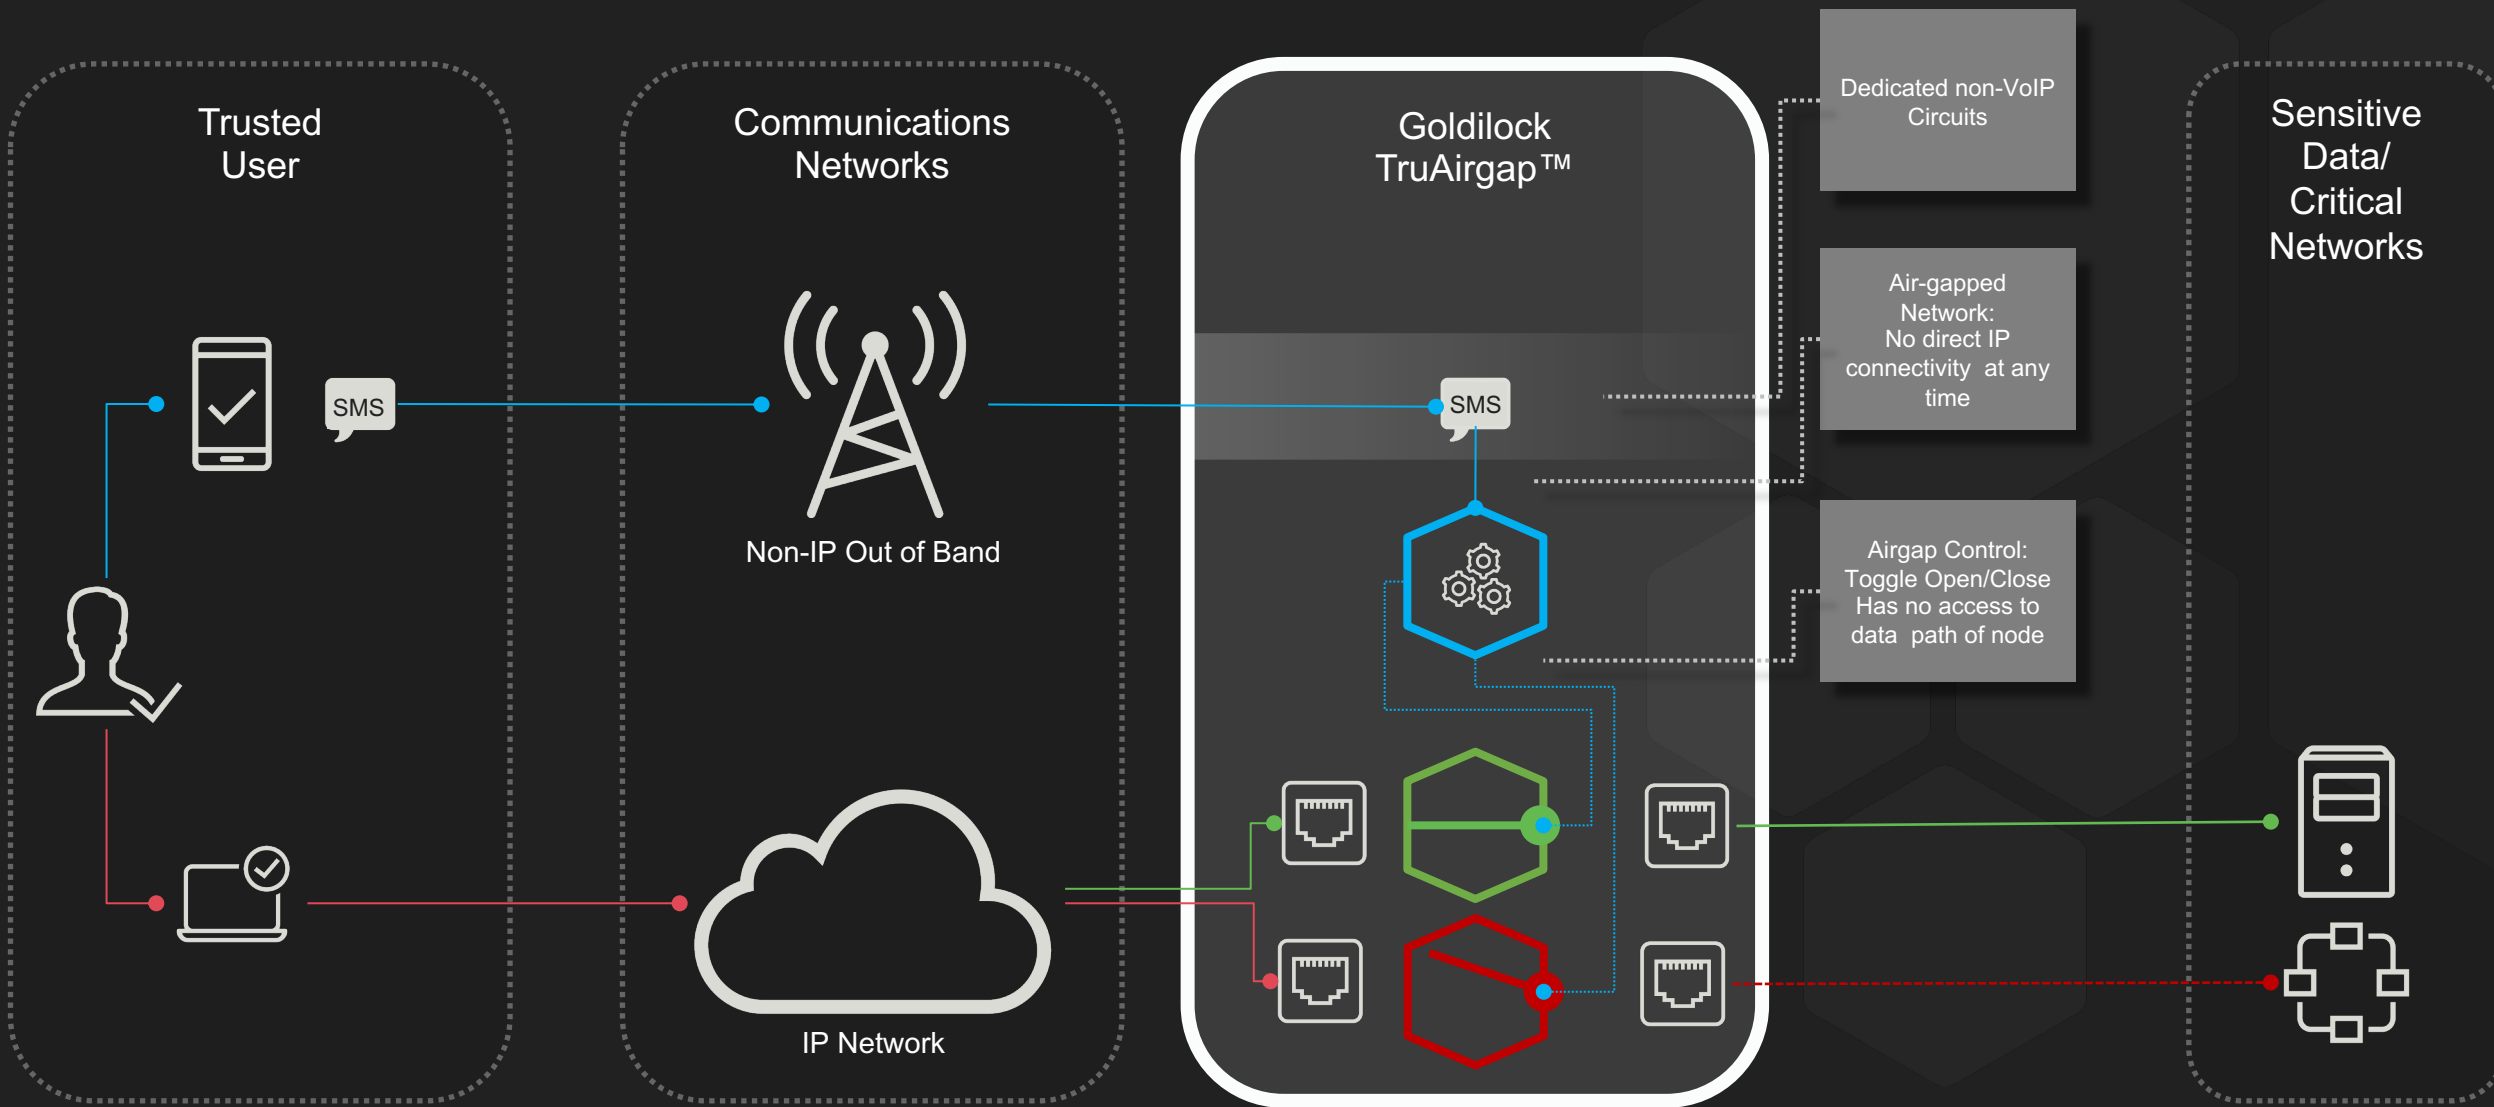 Trusted
User
Communications
Networks
Goldilock
TruAirgap™
Dedicated non-VoIP
Circuits
Sensitive
Data/
Critical
Networks
Air-gapped
Network:
No direct IP
connectivity at any
time
SMS
SMS
Non-IP Out of Band
Airgap Control:
Toggle Open/Close
Has no access to
data path of node
IP Network